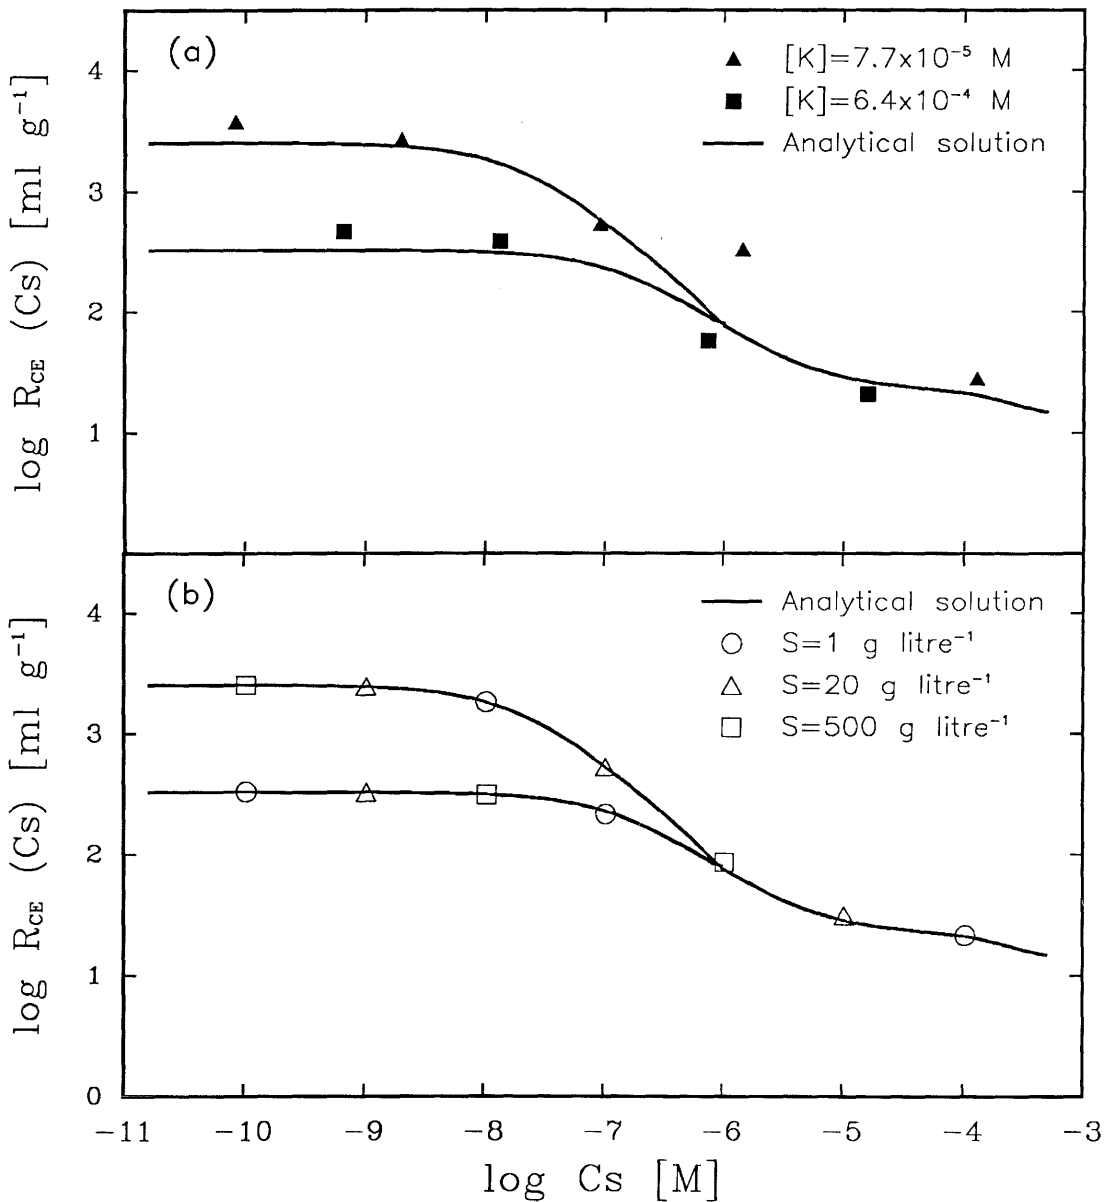 (a)
[K]=7.7x10⁻⁵ M
[K]=6.4x10⁻⁴ M
Analytical solution
log R_CE (Cs) [ml g⁻¹]
4
3
2
1
(b)
Analytical solution
S=1 g litre⁻¹
S=20 g litre⁻¹
S=500 g litre⁻¹
log R_CE (Cs) [ml g⁻¹]
4
3
2
1
0
−11 −10 −9 −8 −7 −6 −5 −4 −3
log Cs [M]